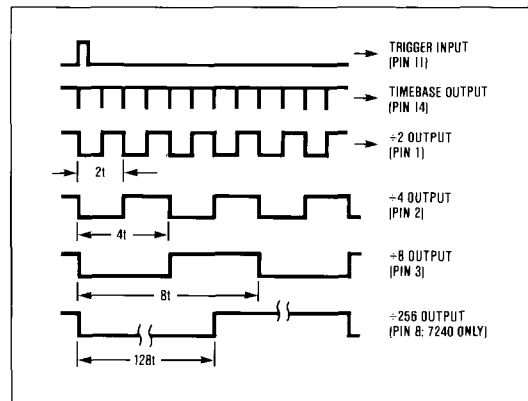 TRIGGER INPUT
(PIN 11)
TIMEBASE OUTPUT
(PIN 14)
÷2 OUTPUT
(PIN 1)
2t
÷4 OUTPUT
(PIN 2)
4t
÷8 OUTPUT
(PIN 3)
8t
÷256 OUTPUT
(PIN 8; 7240 ONLY)
128t